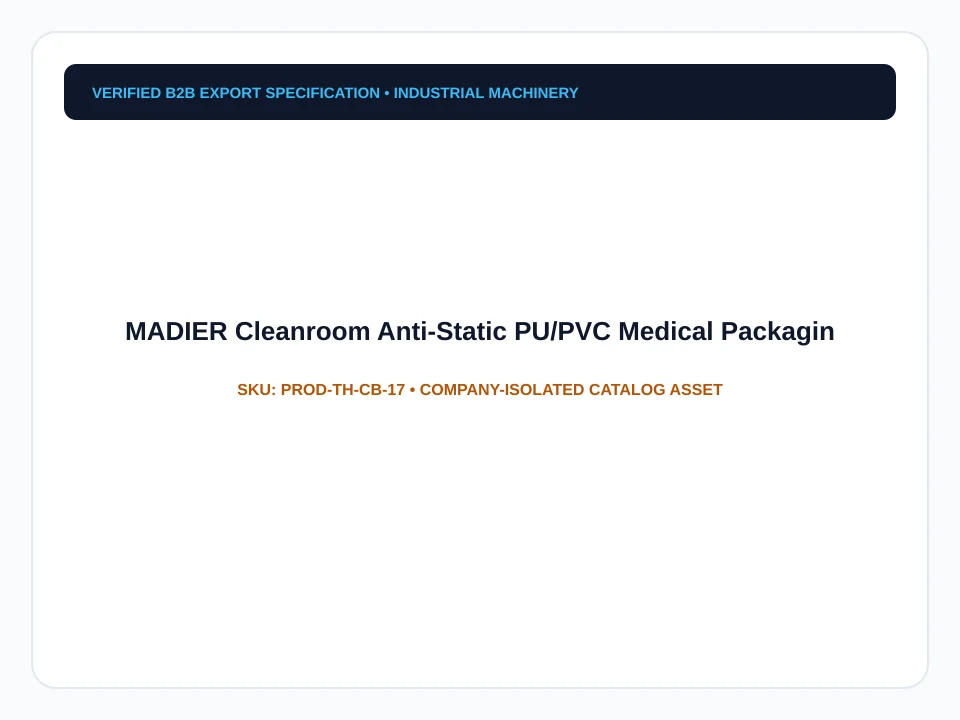 VERIFIED B2B EXPORT SPECIFICATION • INDUSTRIAL MACHINERY
MADIER Cleanroom Anti-Static PU/PVC Medical Packagin
SKU: PROD-TH-CB-17 • COMPANY-ISOLATED CATALOG ASSET